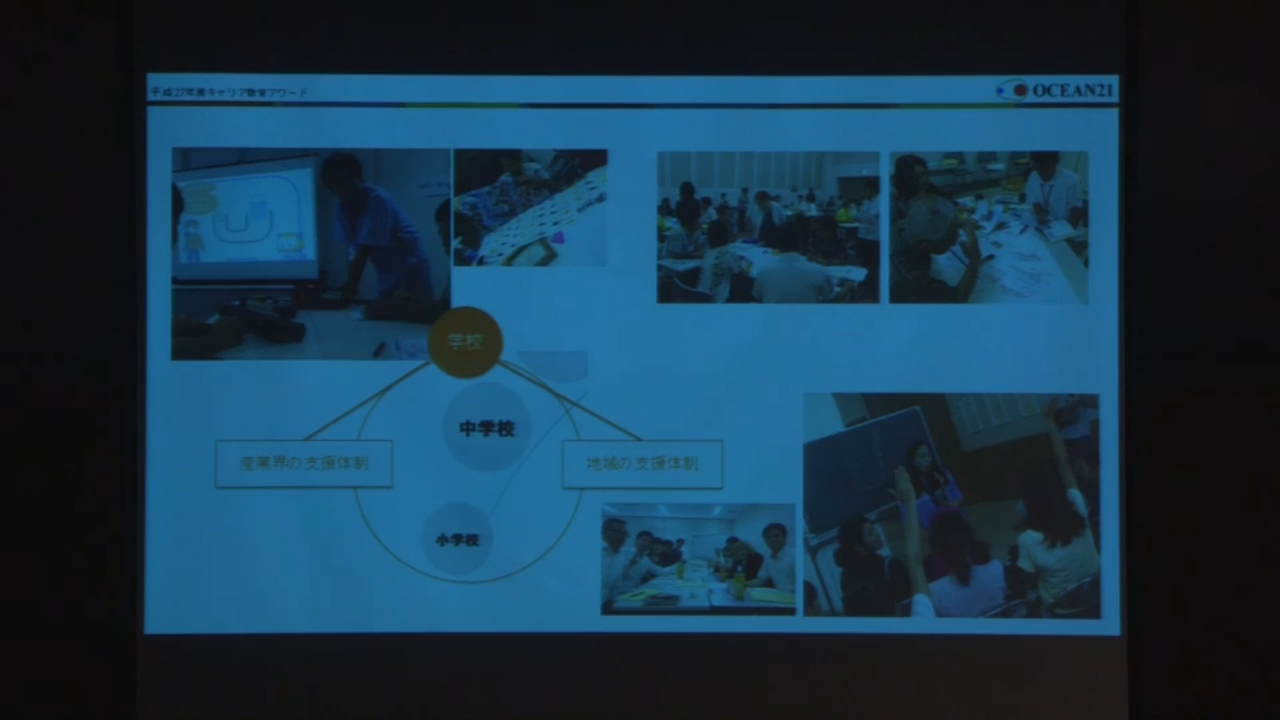 平成27年度キャリア教育アワード
OCEAN21
学校
中学校
産業界の支援体制
地域の支援体制
小学校